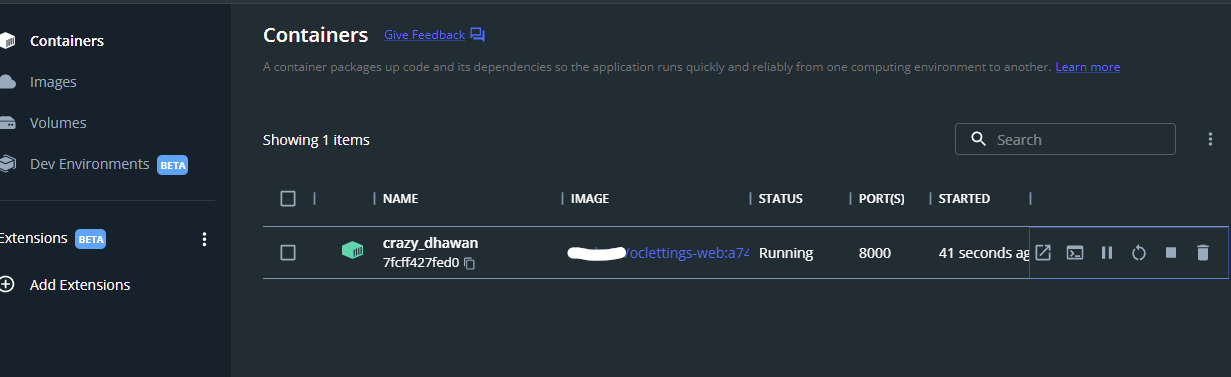 Containers
Images
Volumes
Dev Environments BETA
Extensions BETA
Add Extensions
Containers Give Feedback
A container packages up code and its dependencies so the application runs quickly and reliably from one computing environment to another. Learn more
Showing 1 items
Search
NAME IMAGE STATUS PORT(S) STARTED
crazy_dhawan
7fcff427fed0 /oclettings-web:a74 Running 8000 41 seconds ag